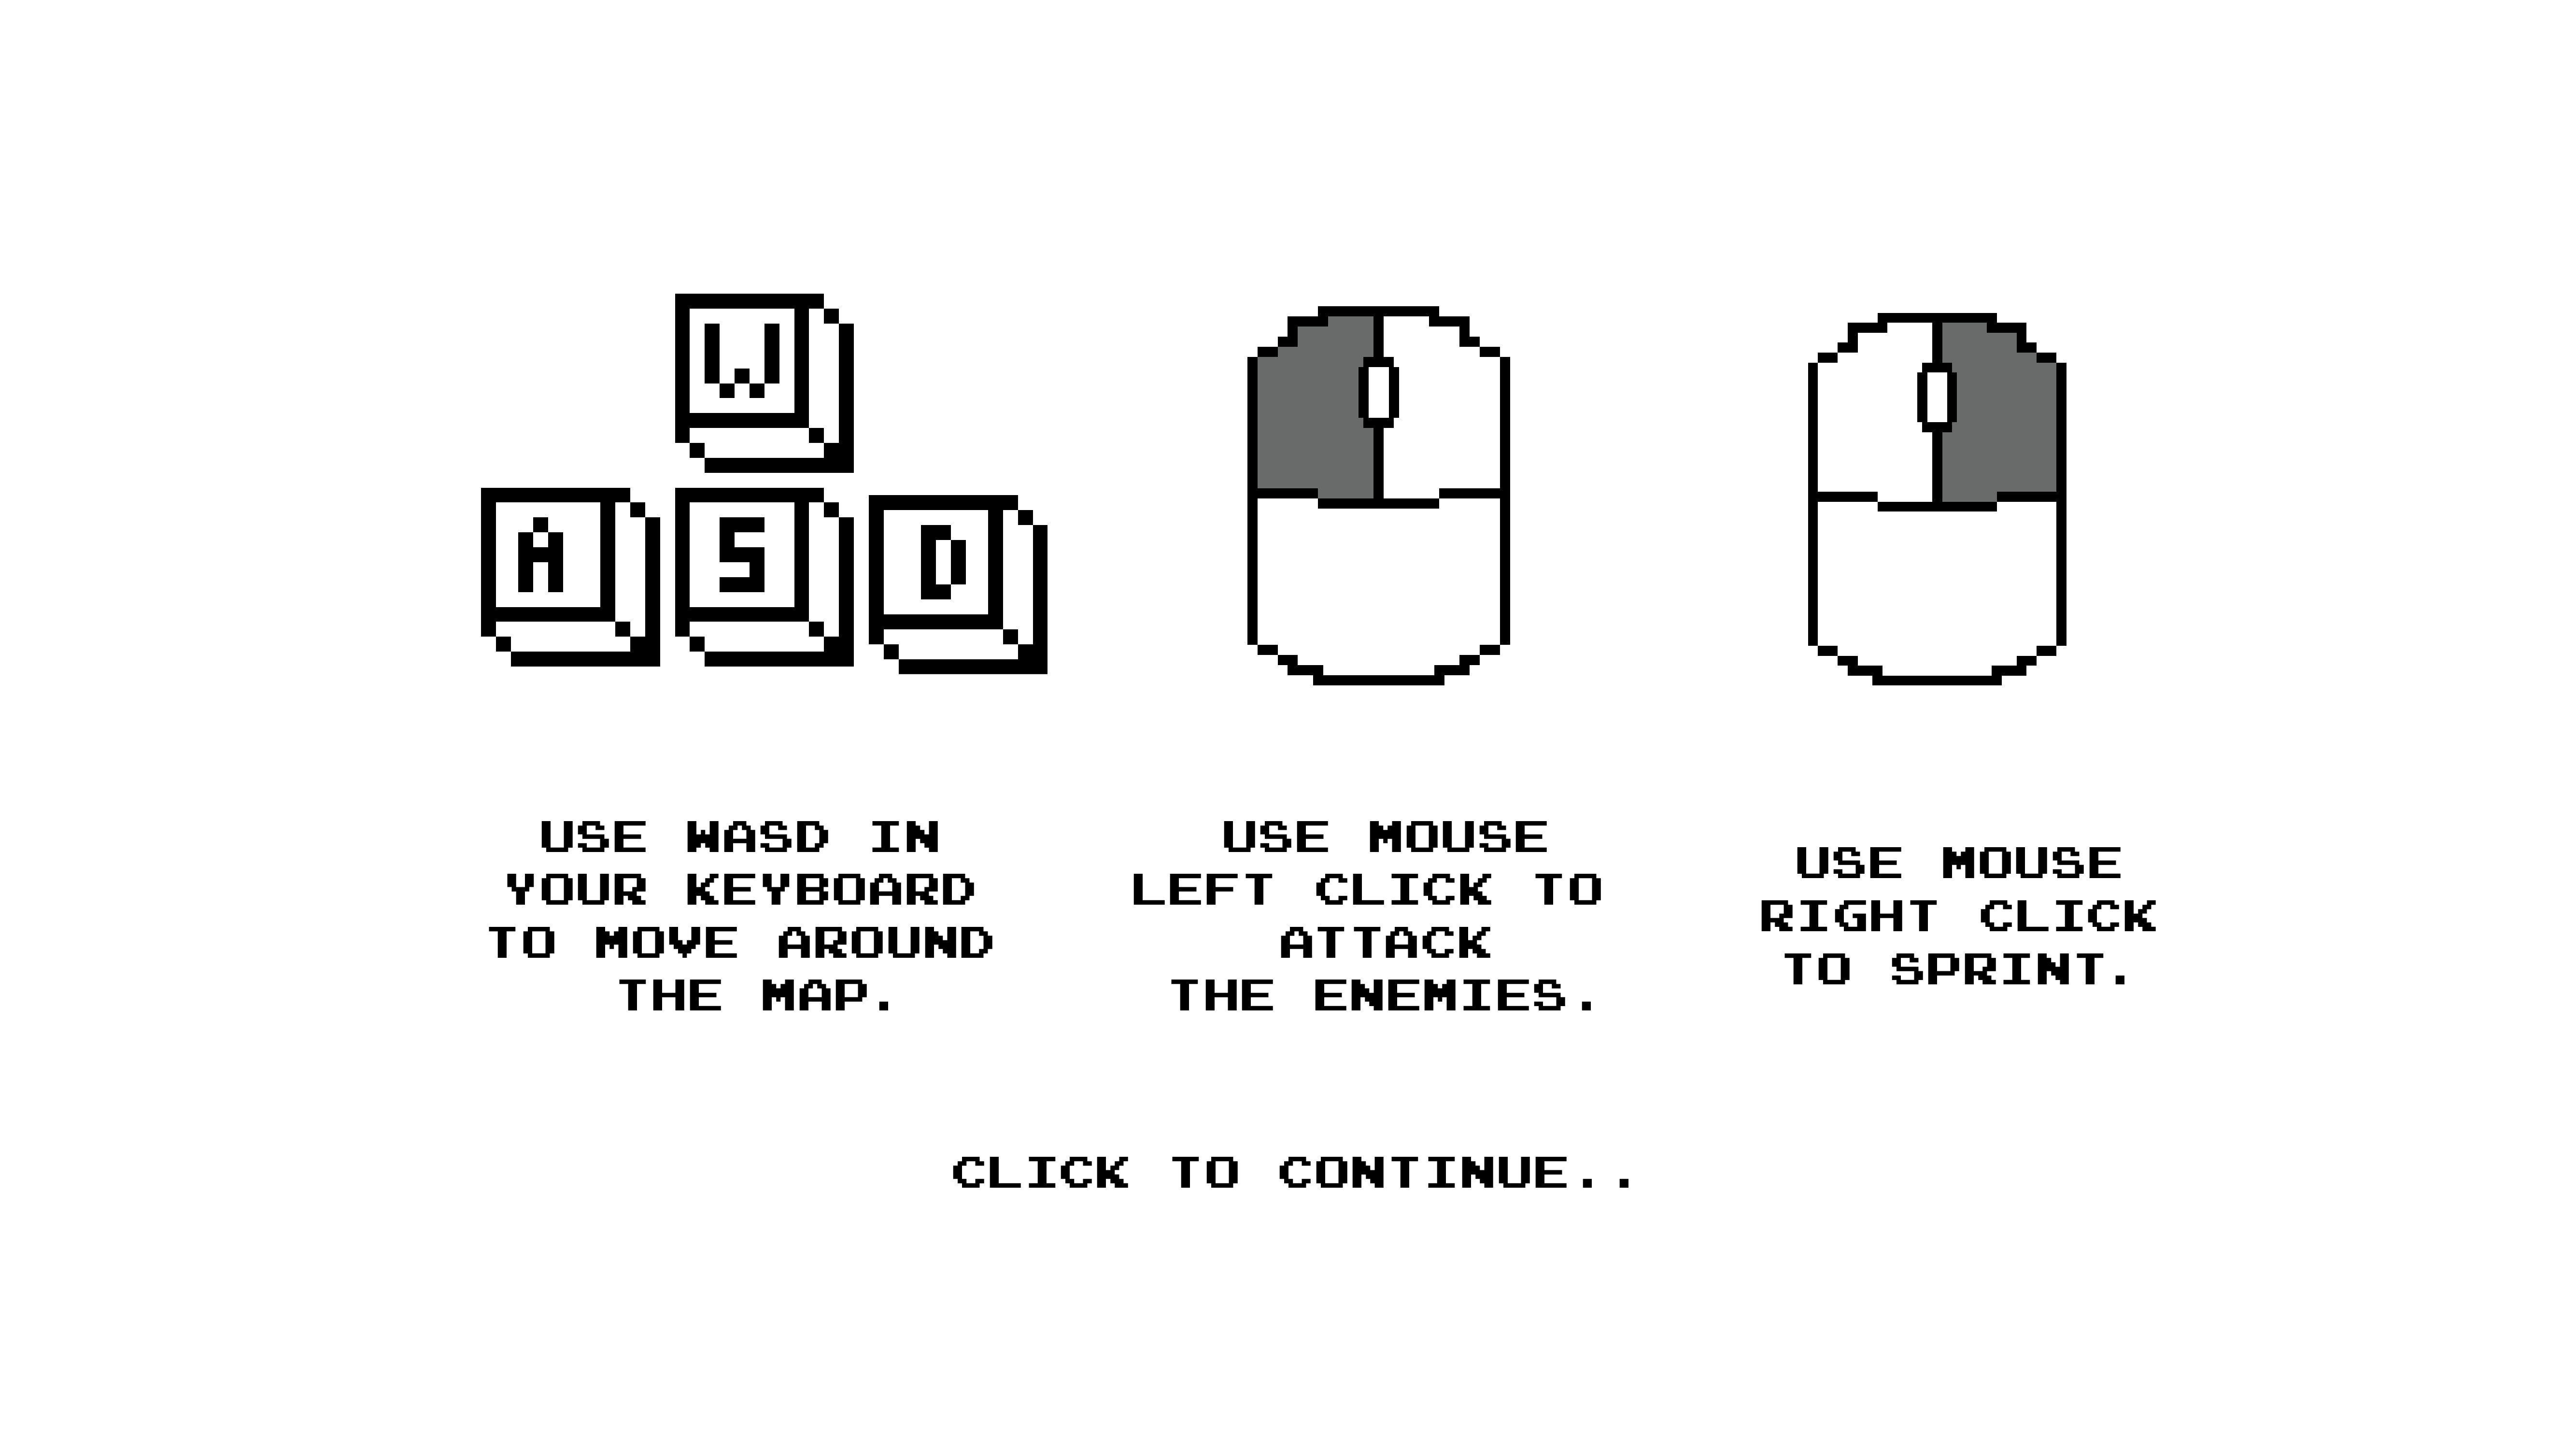 W
A S D
USE WASD IN
YOUR KEYBOARD
TO MOVE AROUND
THE MAP.
USE MOUSE
LEFT CLICK TO
ATTACK
THE ENEMIES.
USE MOUSE
RIGHT CLICK
TO SPRINT.
CLICK TO CONTINUE..